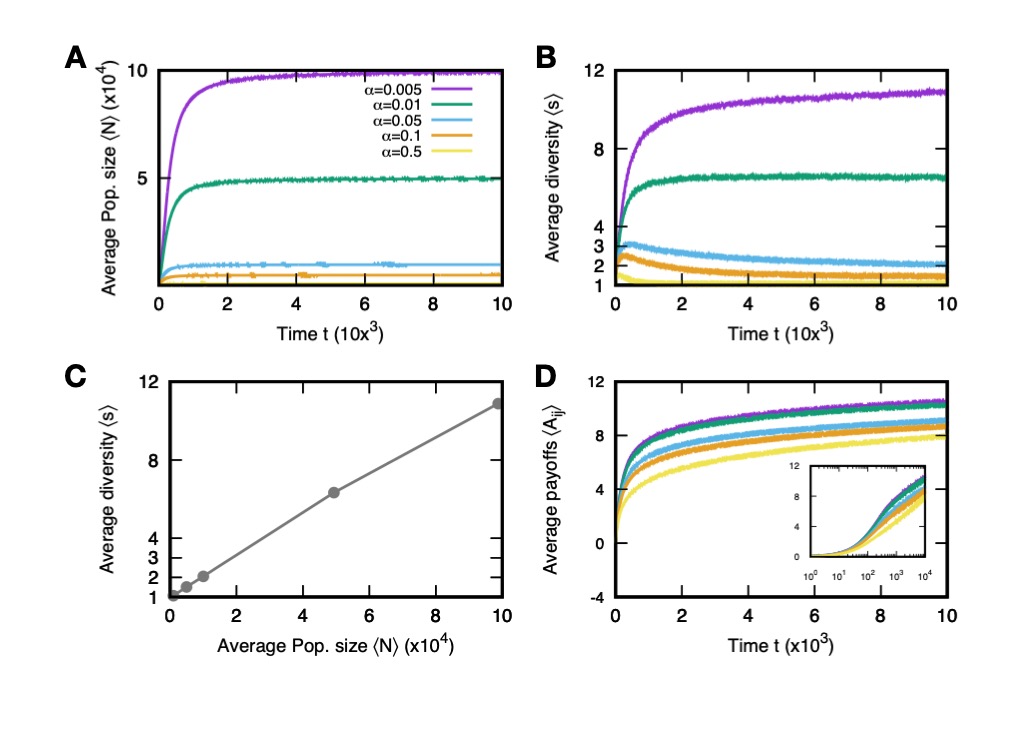 A
Average Pop. size ⟨N⟩ (x10⁴)
10
5
α=0.005
α=0.01
α=0.05
α=0.1
α=0.5
0 2 4 6 8 10
Time t (10x³)
B
Average diversity ⟨s⟩
12
8
4
3
2
1
0 2 4 6 8 10
Time t (10x³)
C
Average diversity ⟨s⟩
12
8
4
3
2
1
0 2 4 6 8 10
Average Pop. size ⟨N⟩ (x10⁴)
D
Average payoffs ⟨Aᵢⱼ⟩
12
8
4
0
-4
12
8
4
0
10⁰ 10¹ 10² 10³ 10⁴
0 2 4 6 8 10
Time t (x10³)